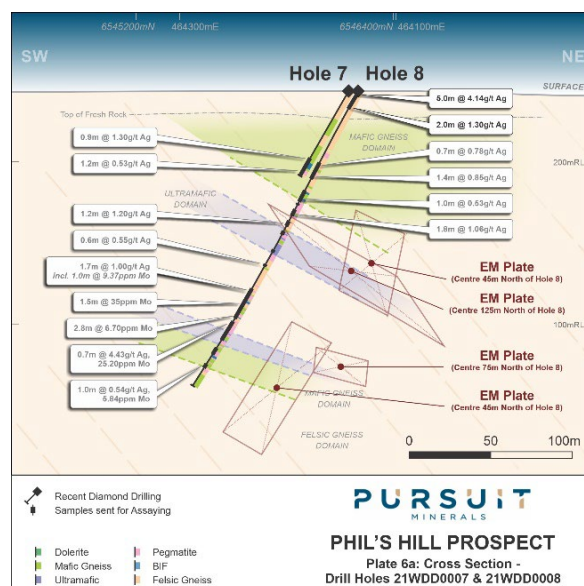 6545200mN 464300mE 6546400mN 464100mE
SW NE
Hole 7 Hole 8
SURFACE
5.0m @ 4.14g/t Ag
Top of Fresh Rock
2.0m @ 1.30g/t Ag
0.9m @ 1.30g/t Ag
MAFIC GNEISS
DOMAIN
0.7m @ 0.78g/t Ag
1.2m @ 0.53g/t Ag
200mRL
1.4m @ 0.85g/t Ag
ULTRAMAFIC
DOMAIN
1.0m @ 0.53g/t Ag
1.2m @ 1.20g/t Ag
1.6m @ 1.06g/t Ag
0.6m @ 0.55g/t Ag
EM Plate
(Centre 45m North of Hole 8)
1.7m @ 1.00g/t Ag
incl. 1.0m @ 9.37ppm Mo
EM Plate
(Centre 125m North of Hole 8)
1.5m @ 35ppm Mo
100mRL
2.8m @ 6.70ppm Mo
0.7m @ 4.43g/t Ag,
25.20ppm Mo
EM Plate
(Centre 75m North of Hole 8)
1.0m @ 0.54g/t Ag,
5.84ppm Mo
MAFIC GNEISS
DOMAIN
EM Plate
(Centre 45m North of Hole 8)
FELSIC GNEISS
DOMAIN
0 50 100m
Recent Diamond Drilling
Samples sent for Assaying
PURSUIT
MINERALS
PHIL'S HILL PROSPECT
Plate 6a: Cross Section -
Drill Holes 21WDD0007 & 21WDD0008
Dolerite Pegmatite
Mafic Gneiss BIF
Ultramafic Felsic Gneiss